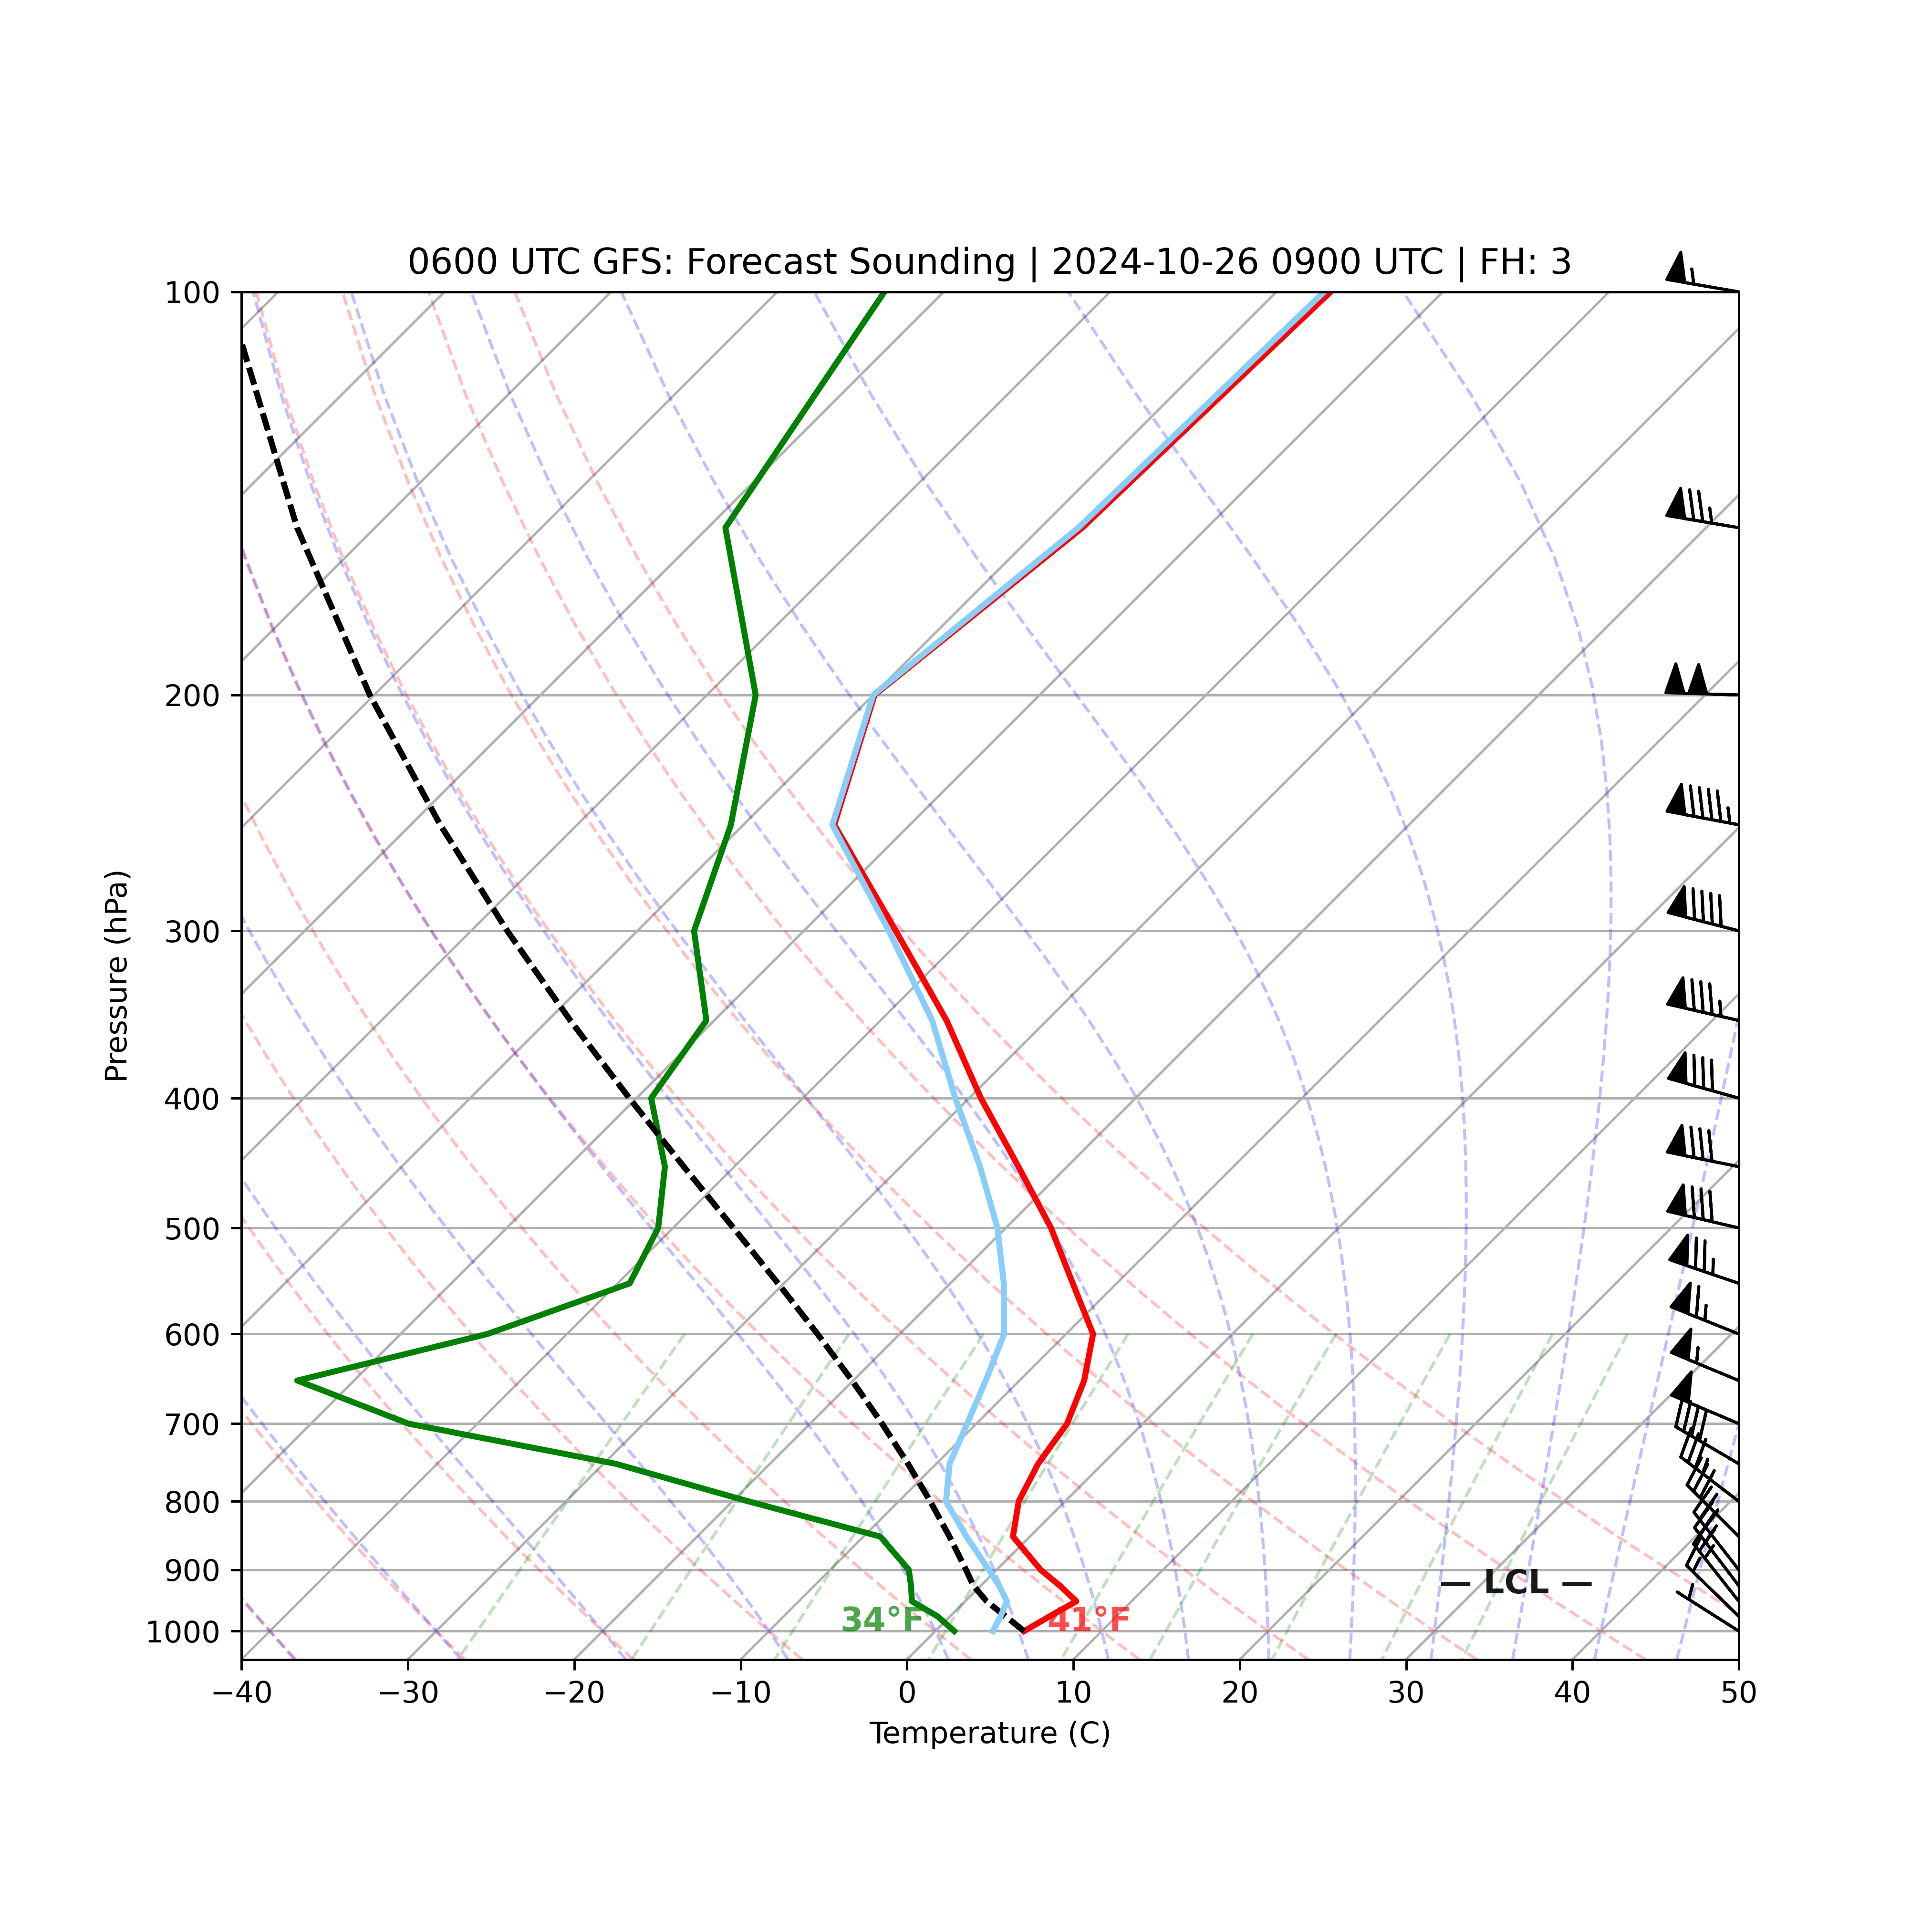 0600 UTC GFS: Forecast Sounding | 2024-10-26 0900 UTC | FH: 3
100
200
300
400
500
600
700
800
900
1000
Pressure (hPa)
— LCL —
34°F
41°F
−40 −30 −20 −10 0 10 20 30 40 50
Temperature (C)